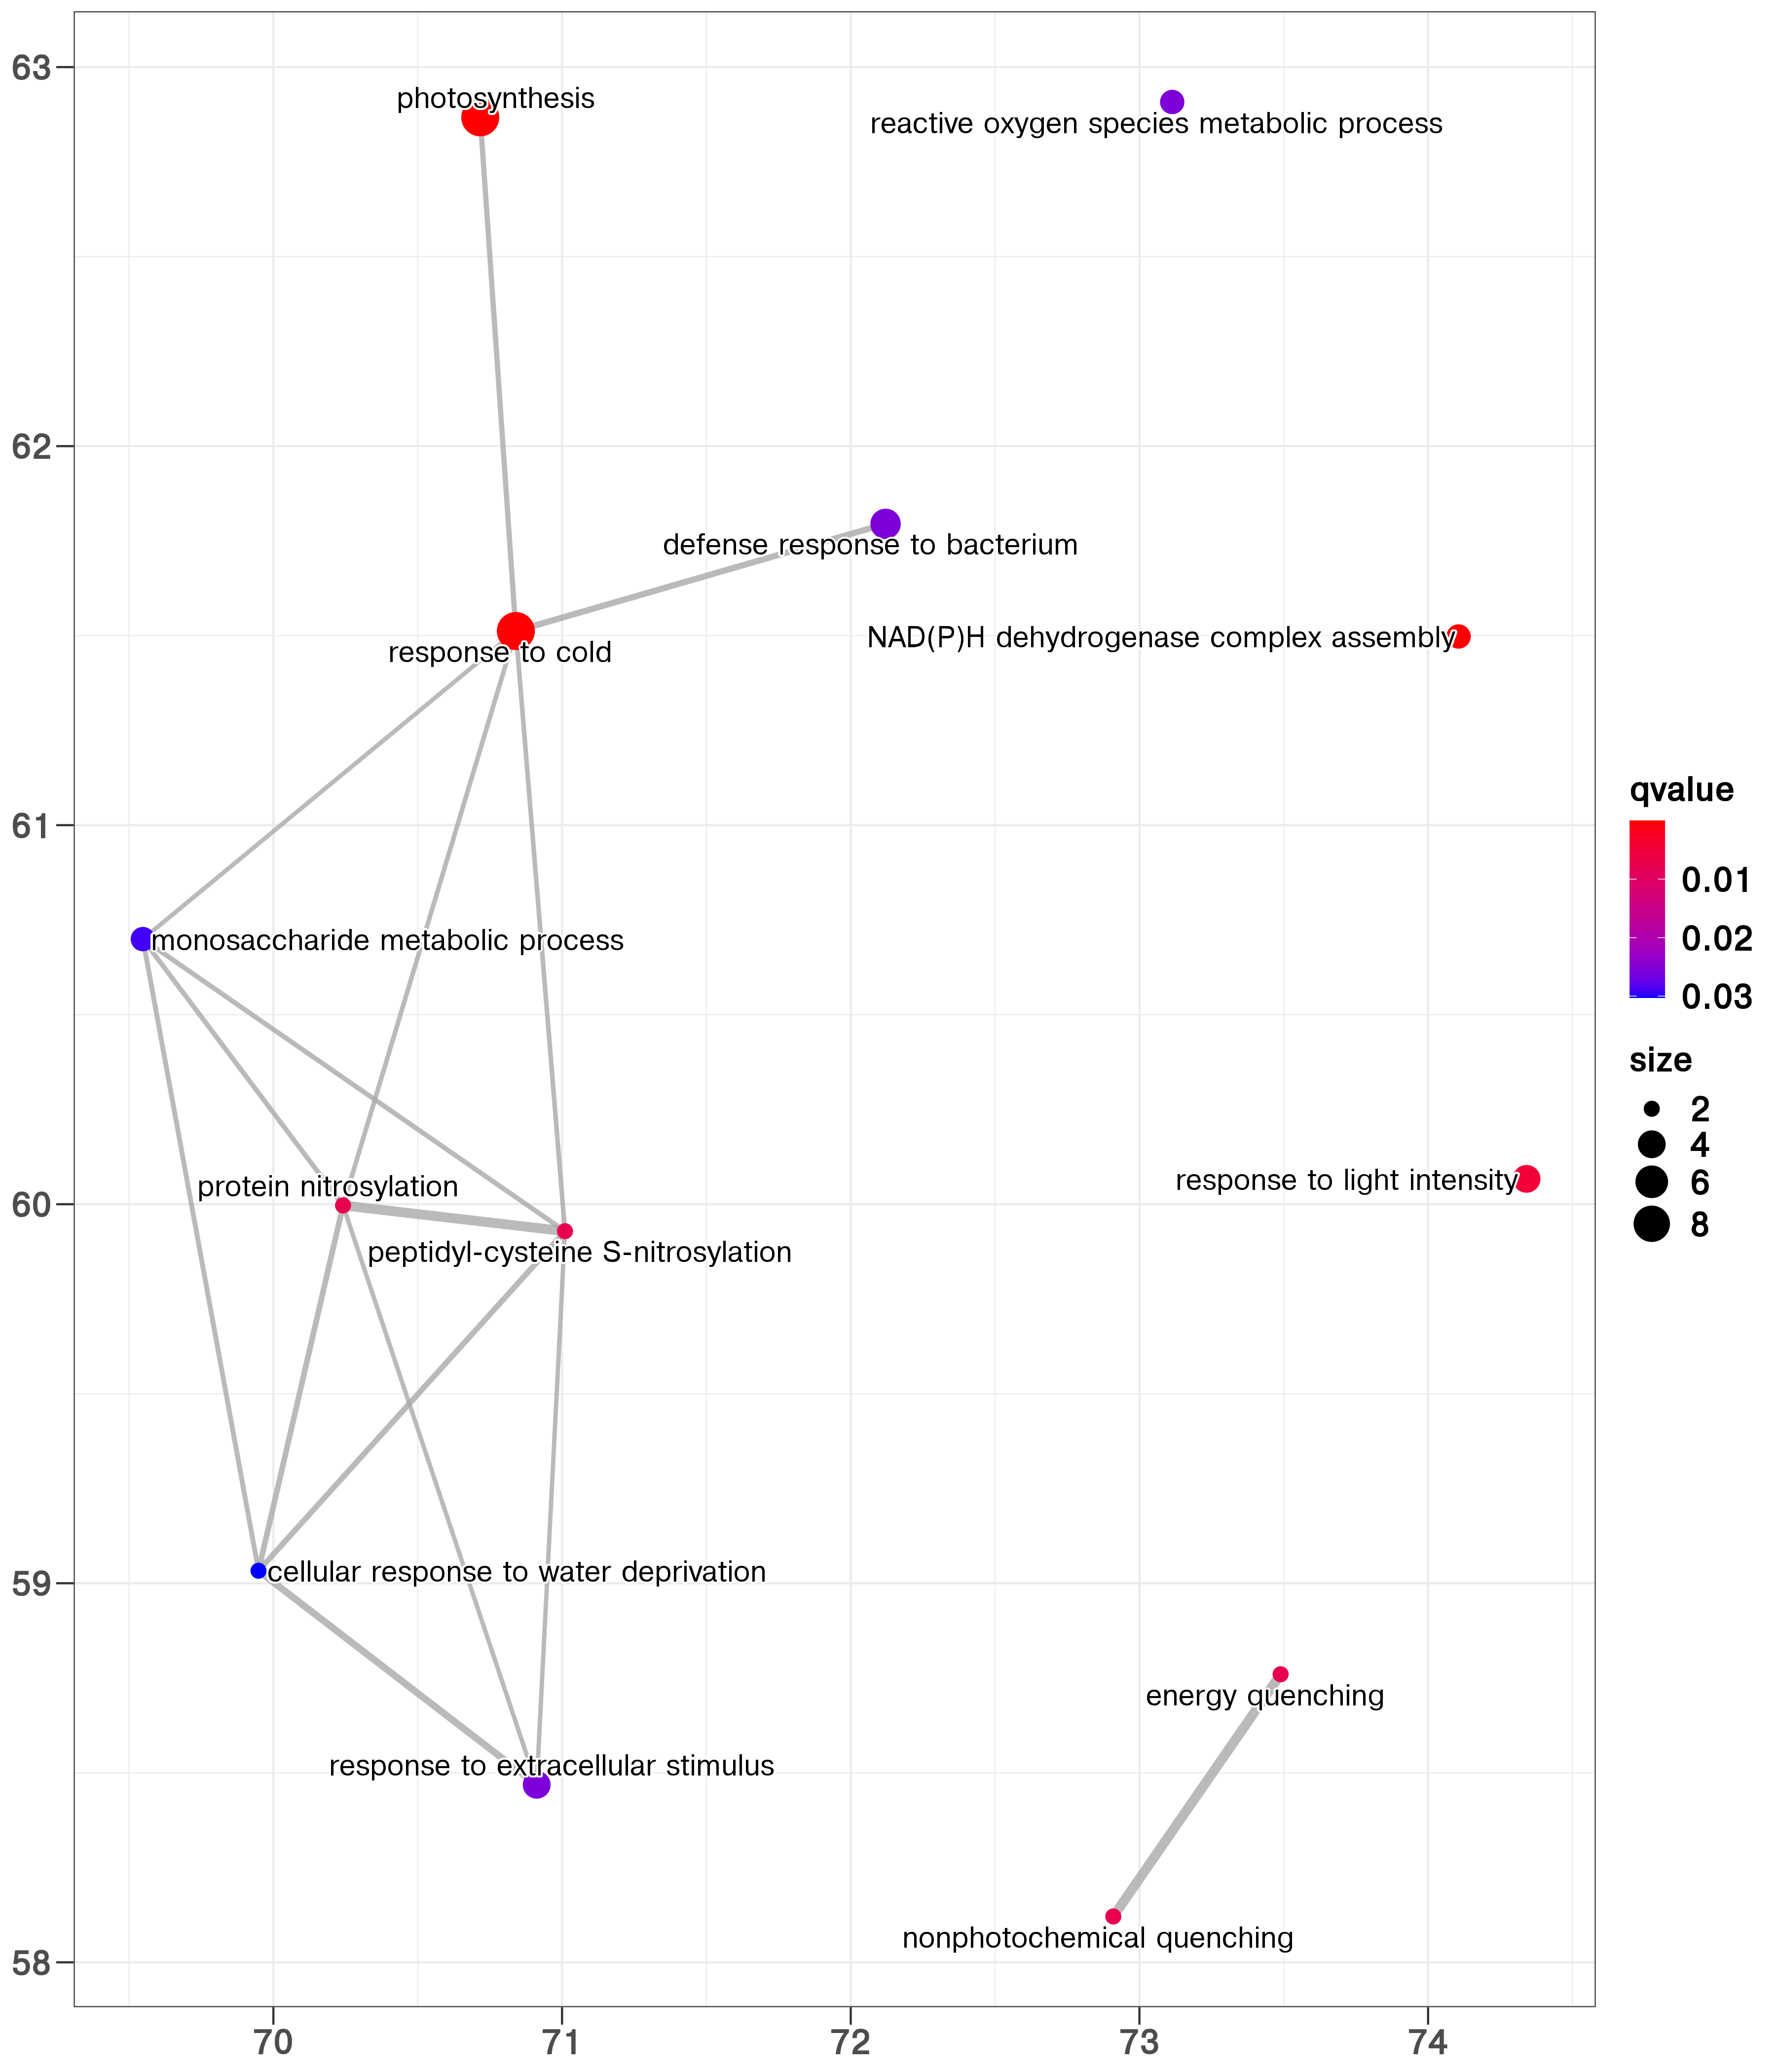 63
photosynthesis
reactive oxygen species metabolic process
62
defense response to bacterium
NAD(P)H dehydrogenase complex assembly
response to cold
61
monosaccharide metabolic process
protein nitrosylation
response to light intensity
60
peptidyl-cysteine S-nitrosylation
cellular response to water deprivation
59
energy quenching
response to extracellular stimulus
nonphotochemical quenching
58
70
71
72
73
74
qvalue
0.01
0.02
0.03
size
2
4
6
8